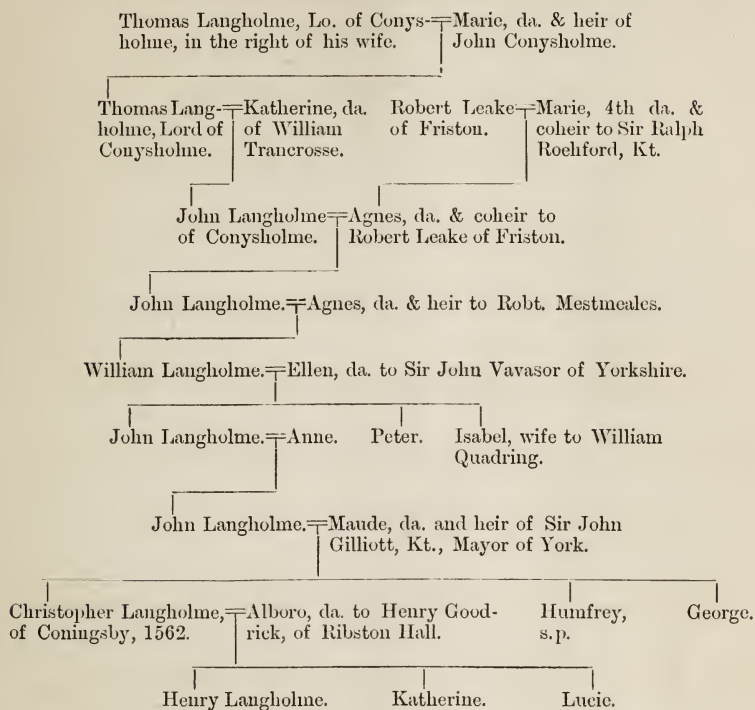 Thomas Langholme, Lo. of Conys-
holme, in the right of his wife.
Marie, da. & heir of
John Conysholme.
Thomas Lang-
holme, Lord of
Conysholme.
Katherine, da.
of William
Trancrosse.
Robert Leake
of Friston.
Marie, 4th da. &
coheir to Sir Ralph
Rochford, Kt.
John Langholme
of Conysholme.
Agnes, da. & coheir to
Robert Leake of Friston.
John Langholme.
Agnes, da. & heir to Robt. Mestmeales.
William Langholme.
Ellen, da. to Sir John Vavasor of Yorkshire.
John Langholme.
Anne.
Peter.
Isabel, wife to William
Quadring.
John Langholme.
Maude, da. and heir of Sir John
Gilliott, Kt., Mayor of York.
Christopher Langholme,
of Coningsby, 1562.
Alboro, da. to Henry Good-
rick, of Ribston Hall.
Humfrey,
s.p.
George.
Henry Langholme.
Katherine.
Lucie.